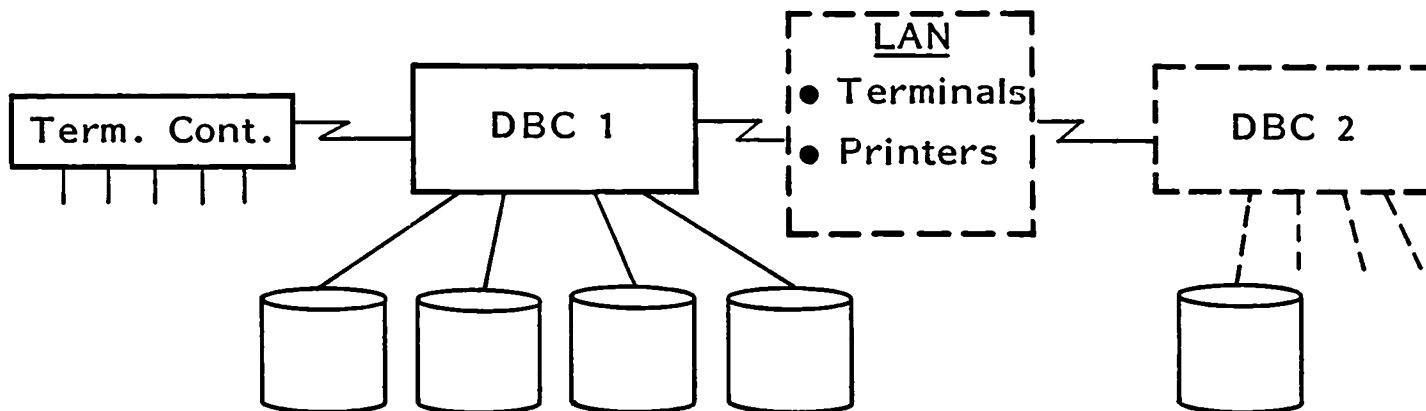 Term. Cont.
DBC 1
LAN
● Terminals
● Printers
DBC 2